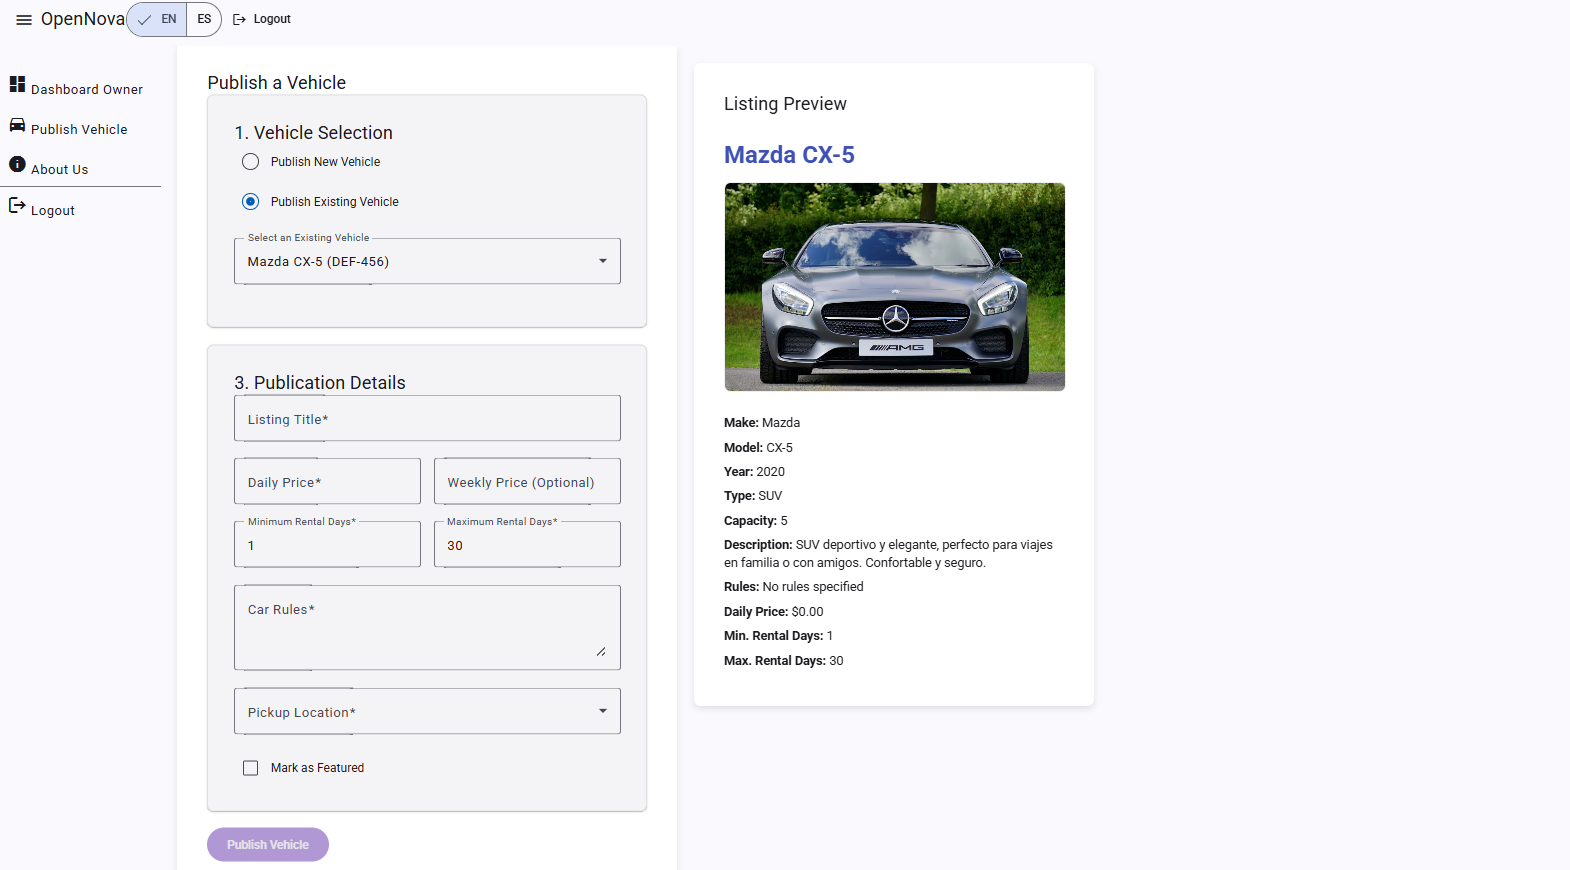 OpenNova
EN
ES
Logout
Dashboard Owner
Publish Vehicle
About Us
Logout
Publish a Vehicle
1. Vehicle Selection
Publish New Vehicle
Publish Existing Vehicle
Select an Existing Vehicle
Mazda CX-5 (DEF-456)
3. Publication Details
Listing Title*
Daily Price*
Weekly Price (Optional)
Minimum Rental Days*
1
Maximum Rental Days*
30
Car Rules*
Pickup Location*
Mark as Featured
Publish Vehicle
Listing Preview
Mazda CX-5
AMG
Make: Mazda
Model: CX-5
Year: 2020
Type: SUV
Capacity: 5
Description: SUV deportivo y elegante, perfecto para viajes
en familia o con amigos. Confortable y seguro.
Rules: No rules specified
Daily Price: $0.00
Min. Rental Days: 1
Max. Rental Days: 30